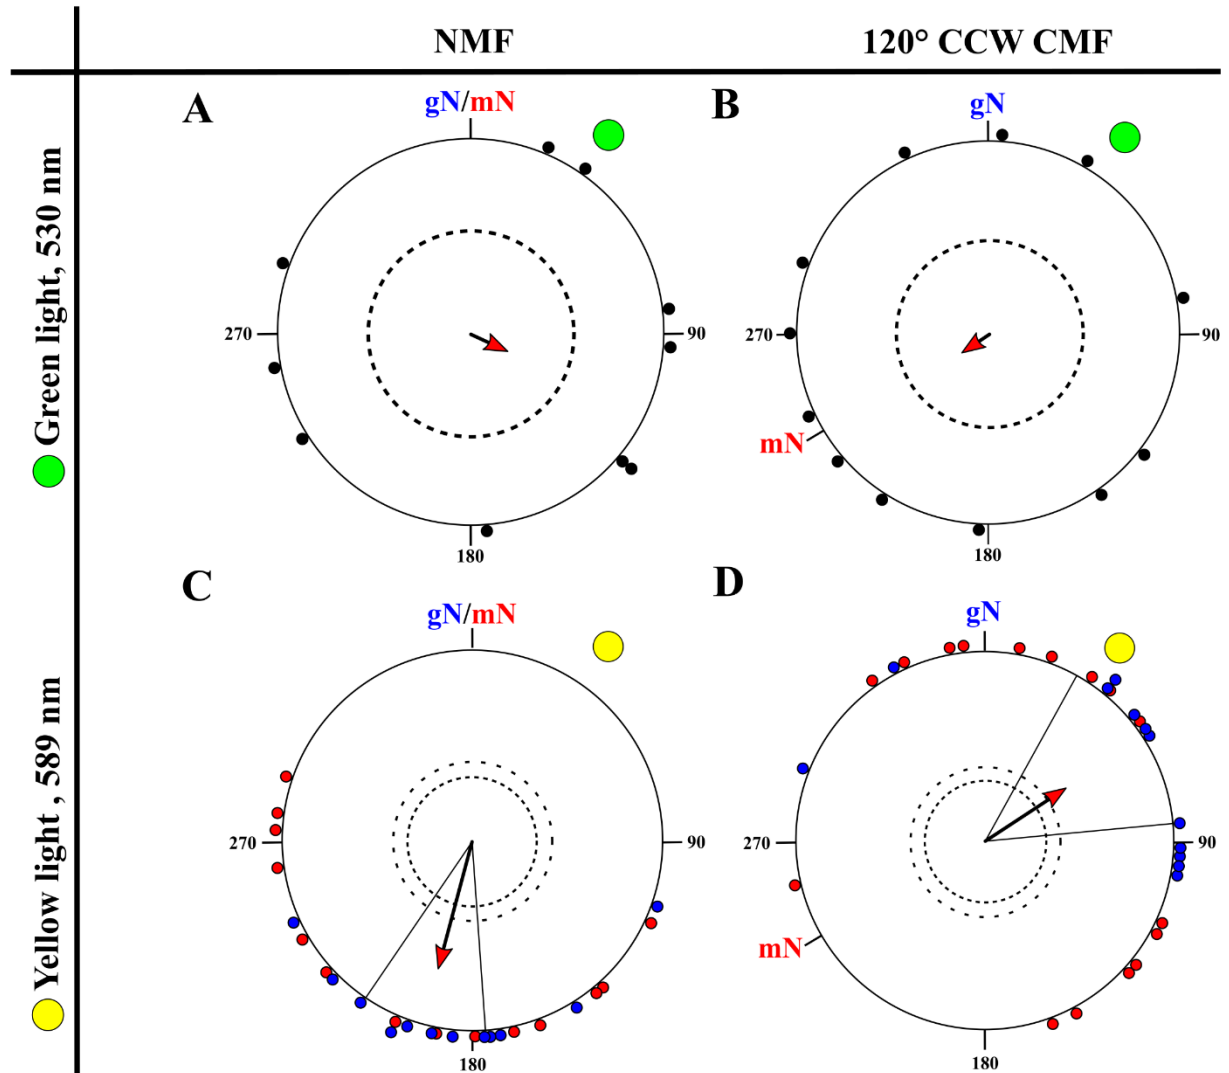 NMF
120° CCW CMF
Green light, 530 nm
A
gN/mN
270
90
180
B
gN
270
90
mN
180
Yellow light , 589 nm
C
gN/mN
270
90
180
D
gN
270
90
mN
180